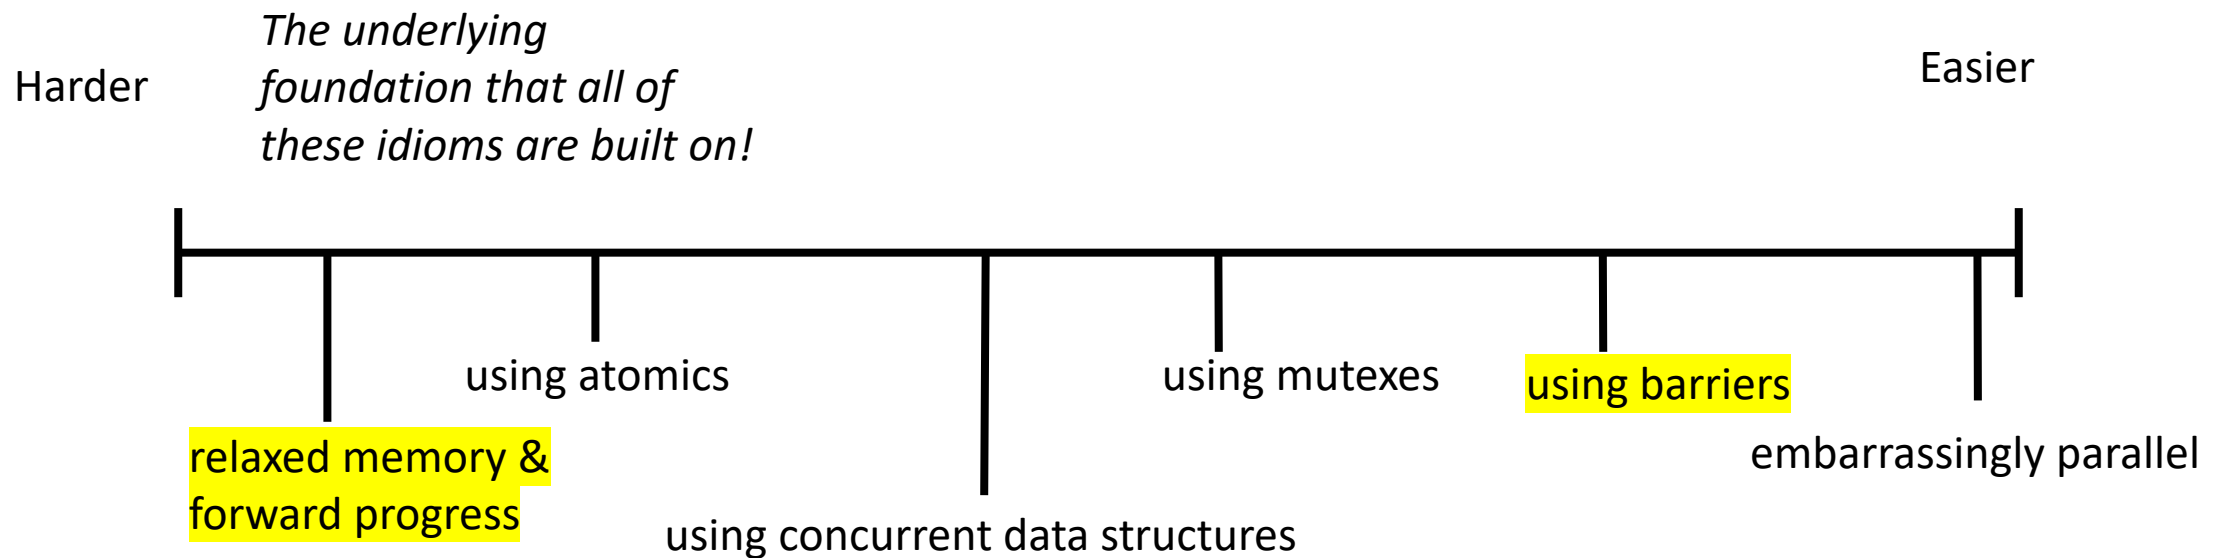 Harder
The underlying
foundation that all of
these idioms are built on!
Easier
using atomics
using mutexes
using barriers
relaxed memory &
forward progress
embarrassingly parallel
using concurrent data structures